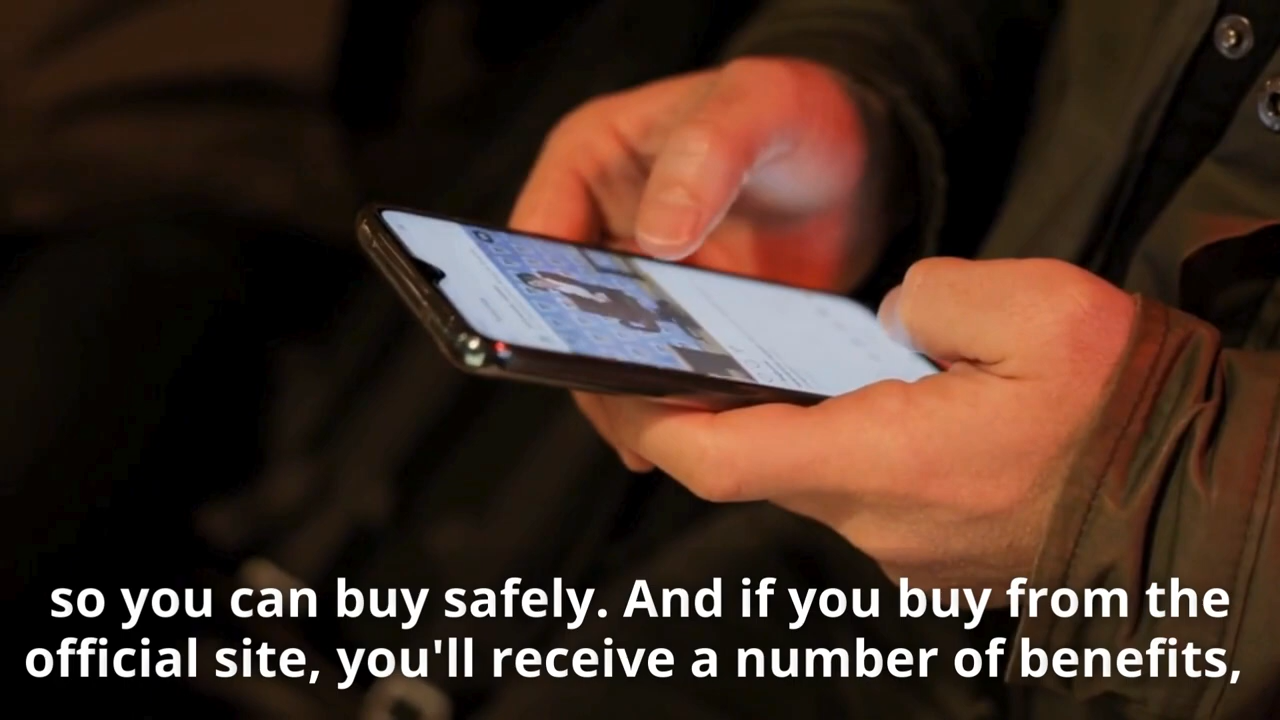 so you can buy safely. And if you buy from the
official site, you'll receive a number of benefits,